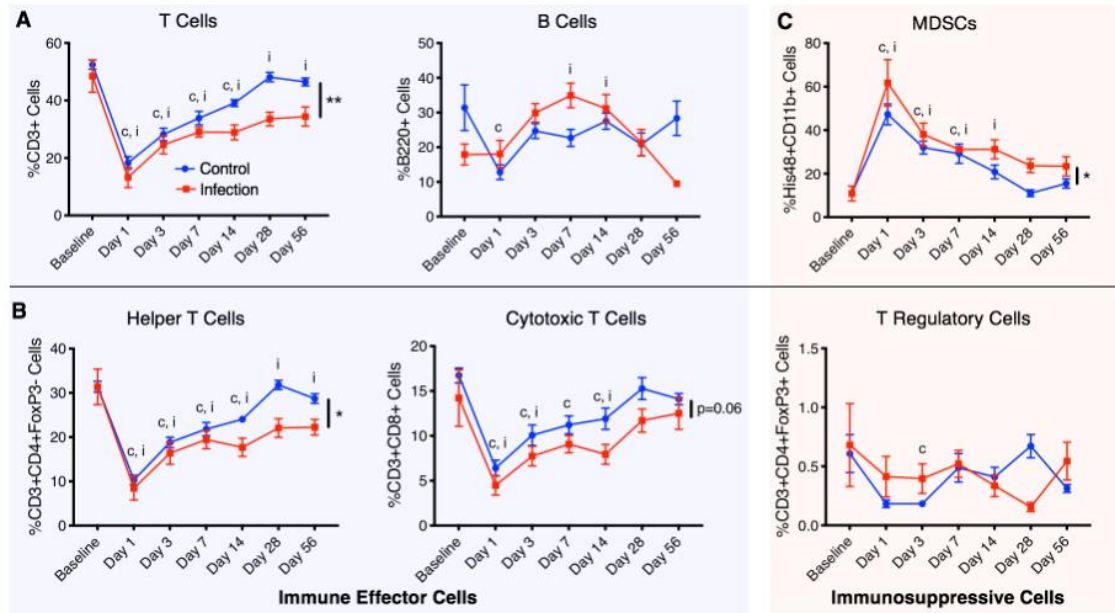 A
T Cells
%CD3+ Cells
60
40
20
0
c, i
c, i
c, i
c, i
i
i
**
Control
Infection
Baseline
Day 1
Day 3
Day 7
Day 14
Day 28
Day 56
B Cells
%B220+ Cells
50
40
30
20
10
0
c
i
i
Baseline
Day 1
Day 3
Day 7
Day 14
Day 28
Day 56
C
MDSCs
%His48+CD11b+ Cells
80
60
40
20
0
c, i
c, i
c, i
i
*
Baseline
Day 1
Day 3
Day 7
Day 14
Day 28
Day 56
B
Helper T Cells
%CD3+CD4+FoxP3- Cells
40
30
20
10
0
c, i
c, i
c, i
c, i
i
i
*
Baseline
Day 1
Day 3
Day 7
Day 14
Day 28
Day 56
Cytotoxic T Cells
%CD3+CD8+ Cells
20
15
10
5
0
c, i
c, i
c
c, i
p=0.06
Baseline
Day 1
Day 3
Day 7
Day 14
Day 28
Day 56
Immune Effector Cells
T Regulatory Cells
%CD3+CD4+FoxP3+ Cells
1.5
1.0
0.5
0.0
c
Baseline
Day 1
Day 3
Day 7
Day 14
Day 28
Day 56
Immunosuppressive Cells